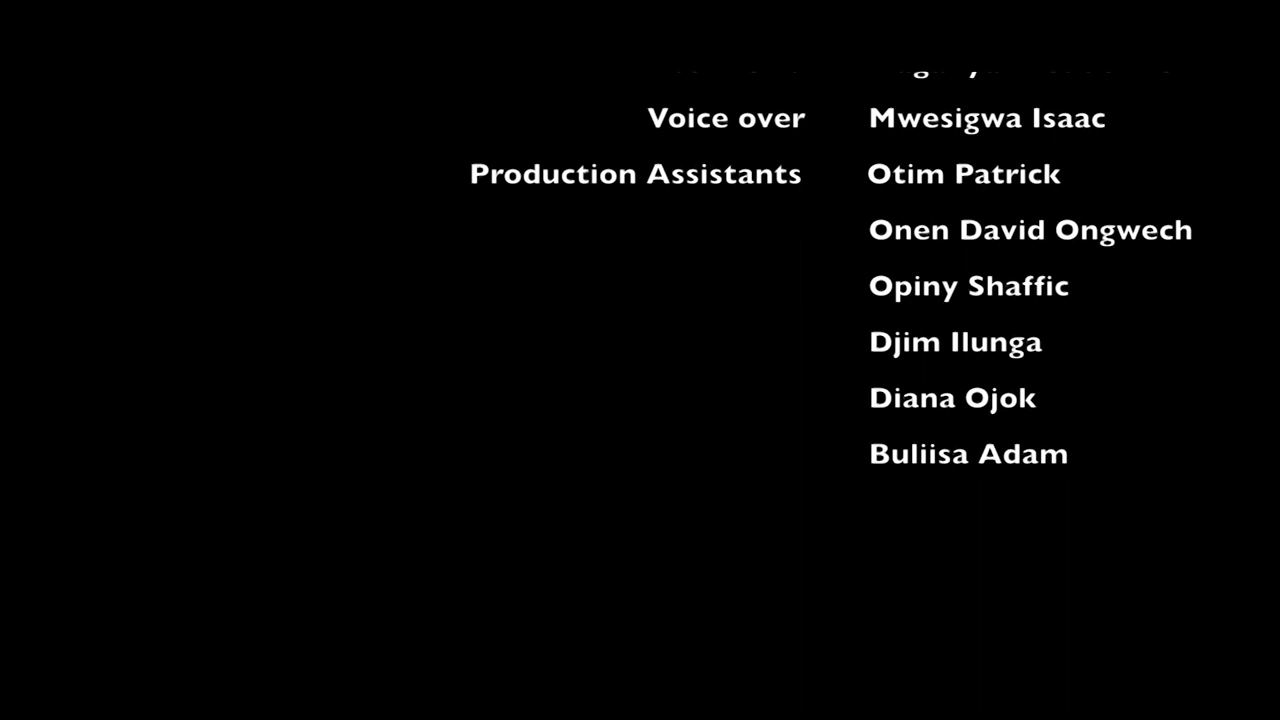 Voice over Mwesigwa Isaac
Production Assistants Otim Patrick
Onen David Ongwech
Opiny Shaffic
Djim Ilunga
Diana Ojok
Buliisa Adam